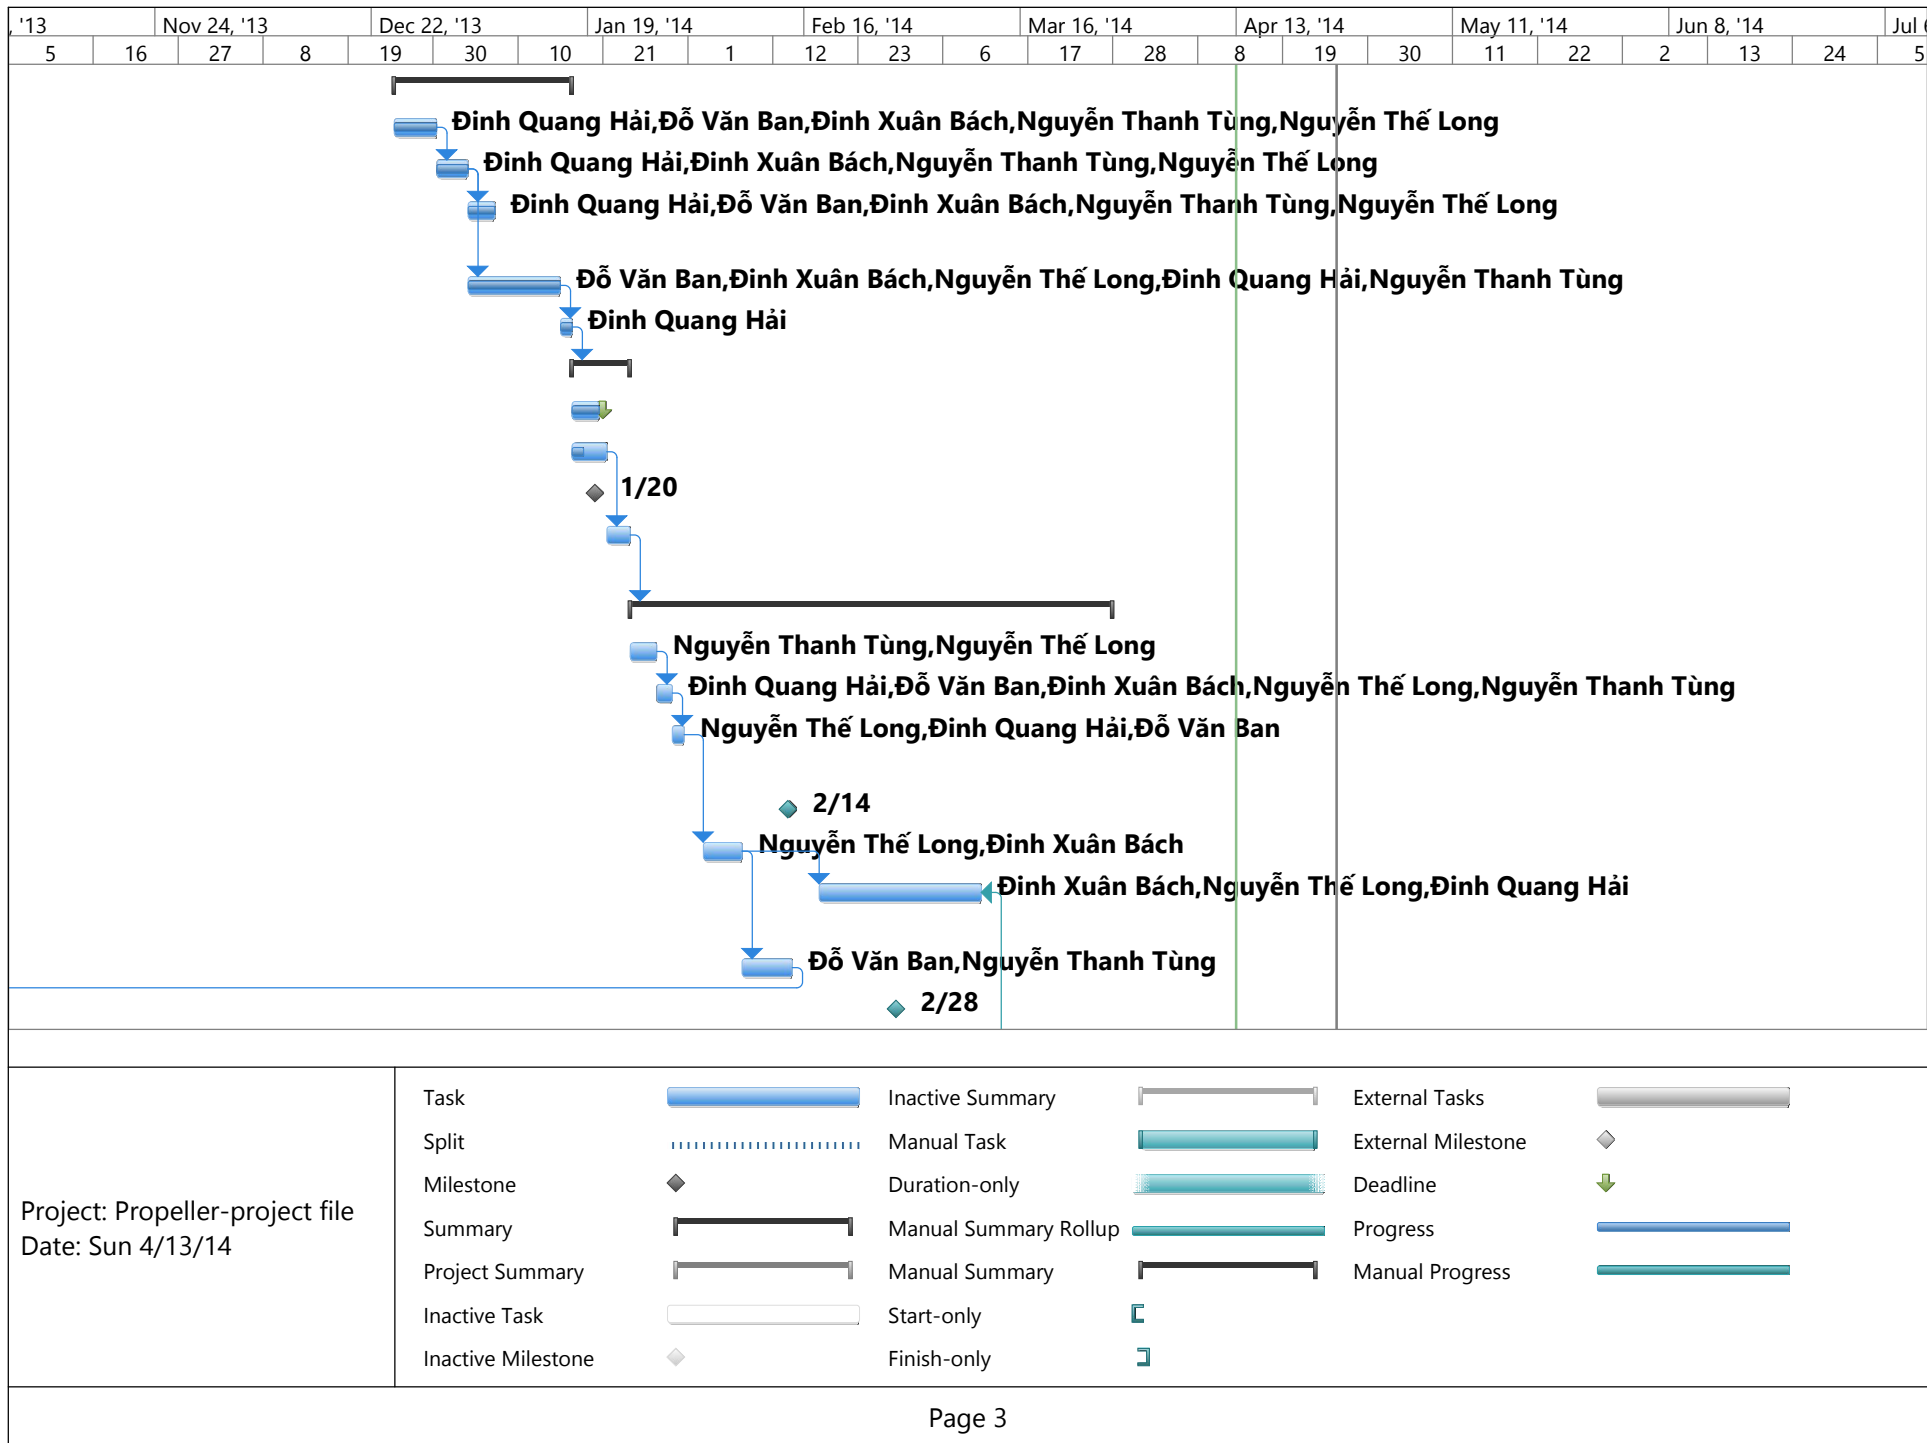 , '13 Nov 24, '13 Dec 22, '13 Jan 19, '14 Feb 16, '14 Mar 16, '14 Apr 13, '14 May 11, '14 Jun 8, '14 Jul
5 16 27 8 19 30 10 21 1 12 23 6 17 28 8 19 30 11 22 2 13 24 5
Đinh Quang Hải,Đỗ Văn Ban,Đinh Xuân Bách,Nguyễn Thanh Tùng,Nguyễn Thế Long
Đinh Quang Hải,Đinh Xuân Bách,Nguyễn Thanh Tùng,Nguyễn Thế Long
Đinh Quang Hải,Đỗ Văn Ban,Đinh Xuân Bách,Nguyễn Thanh Tùng,Nguyễn Thế Long
Đỗ Văn Ban,Đinh Xuân Bách,Nguyễn Thế Long,Đinh Quang Hải,Nguyễn Thanh Tùng
Đinh Quang Hải
1/20
Nguyễn Thanh Tùng,Nguyễn Thế Long
Đinh Quang Hải,Đỗ Văn Ban,Đinh Xuân Bách,Nguyễn Thế Long,Nguyễn Thanh Tùng
Nguyễn Thế Long,Đinh Quang Hải,Đỗ Văn Ban
2/14
Nguyễn Thế Long,Đinh Xuân Bách
Đinh Xuân Bách,Nguyễn Thế Long,Đinh Quang Hải
Đỗ Văn Ban,Nguyễn Thanh Tùng
2/28
Project: Propeller-project file
Date: Sun 4/13/14
Task
Split
Milestone
Summary
Project Summary
Inactive Task
Inactive Milestone
Inactive Summary
Manual Task
Duration-only
Manual Summary Rollup
Manual Summary
Start-only
Finish-only
External Tasks
External Milestone
Deadline
Progress
Manual Progress
Page 3